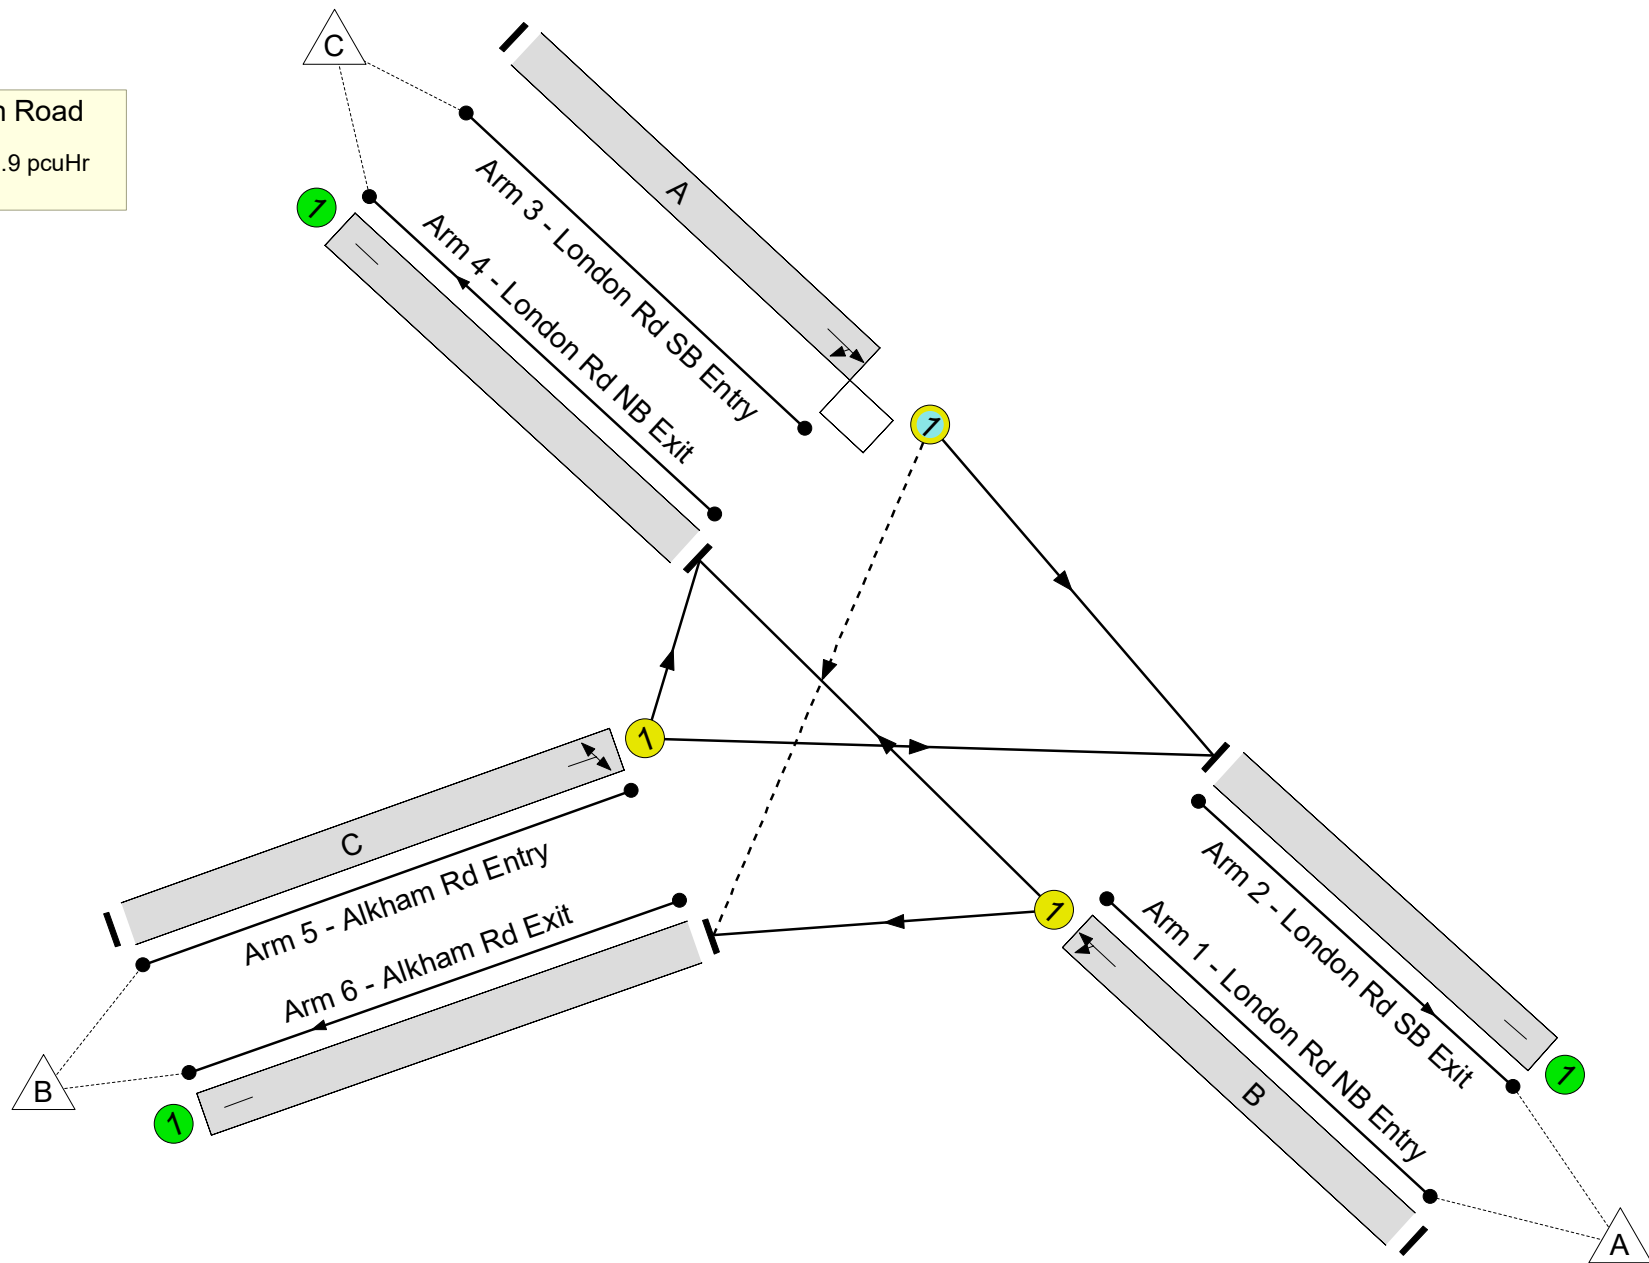 C
n Road
.9 pcuHr
A
Arm 3 - London Rd SB Entry
1
Arm 4 - London Rd NB Exit
1
1
C
Arm 5 - Alkham Rd Entry
1
Arm 1 - London Rd NB Entry
Arm 2 - London Rd SB Exit
Arm 6 - Alkham Rd Exit
B
1
B
1
A